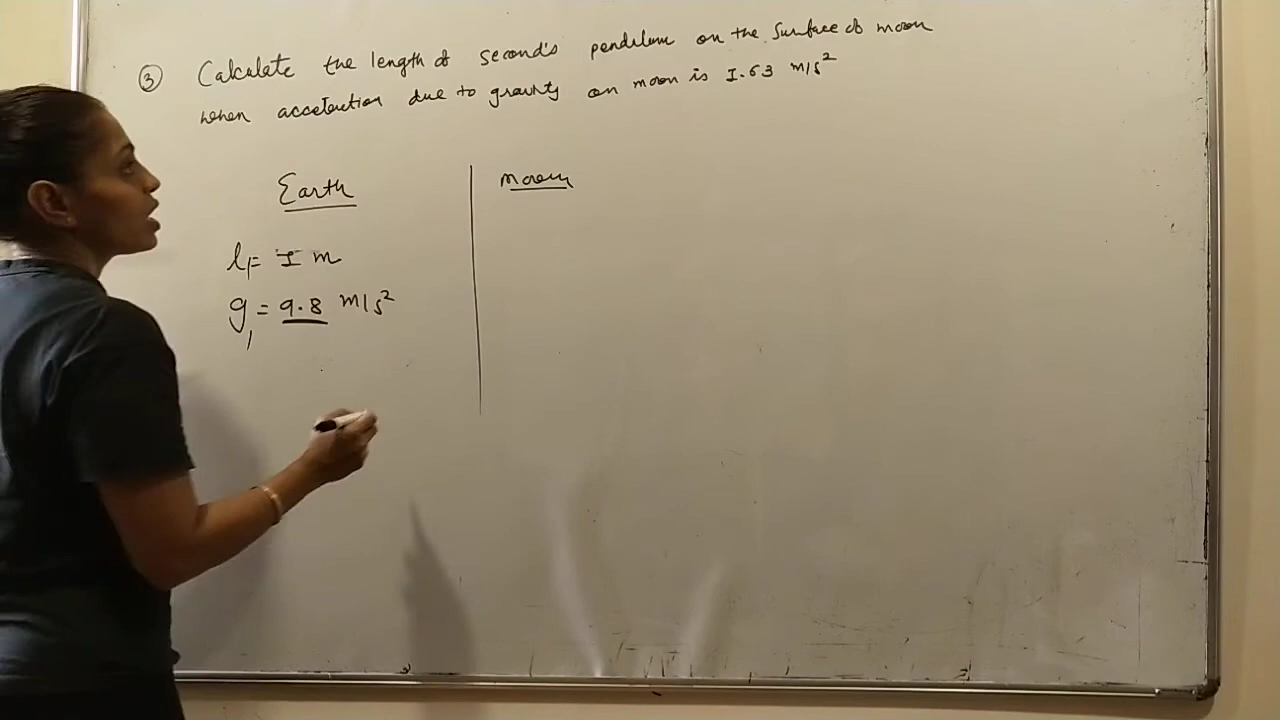 ③ Calculate the length of second's pendulum on the surface of moon
when acceleration due to gravity on moon is 1.63 m/s²
Earth
moon
l₁ = 1 m
g₁ = 9.8 m/s²